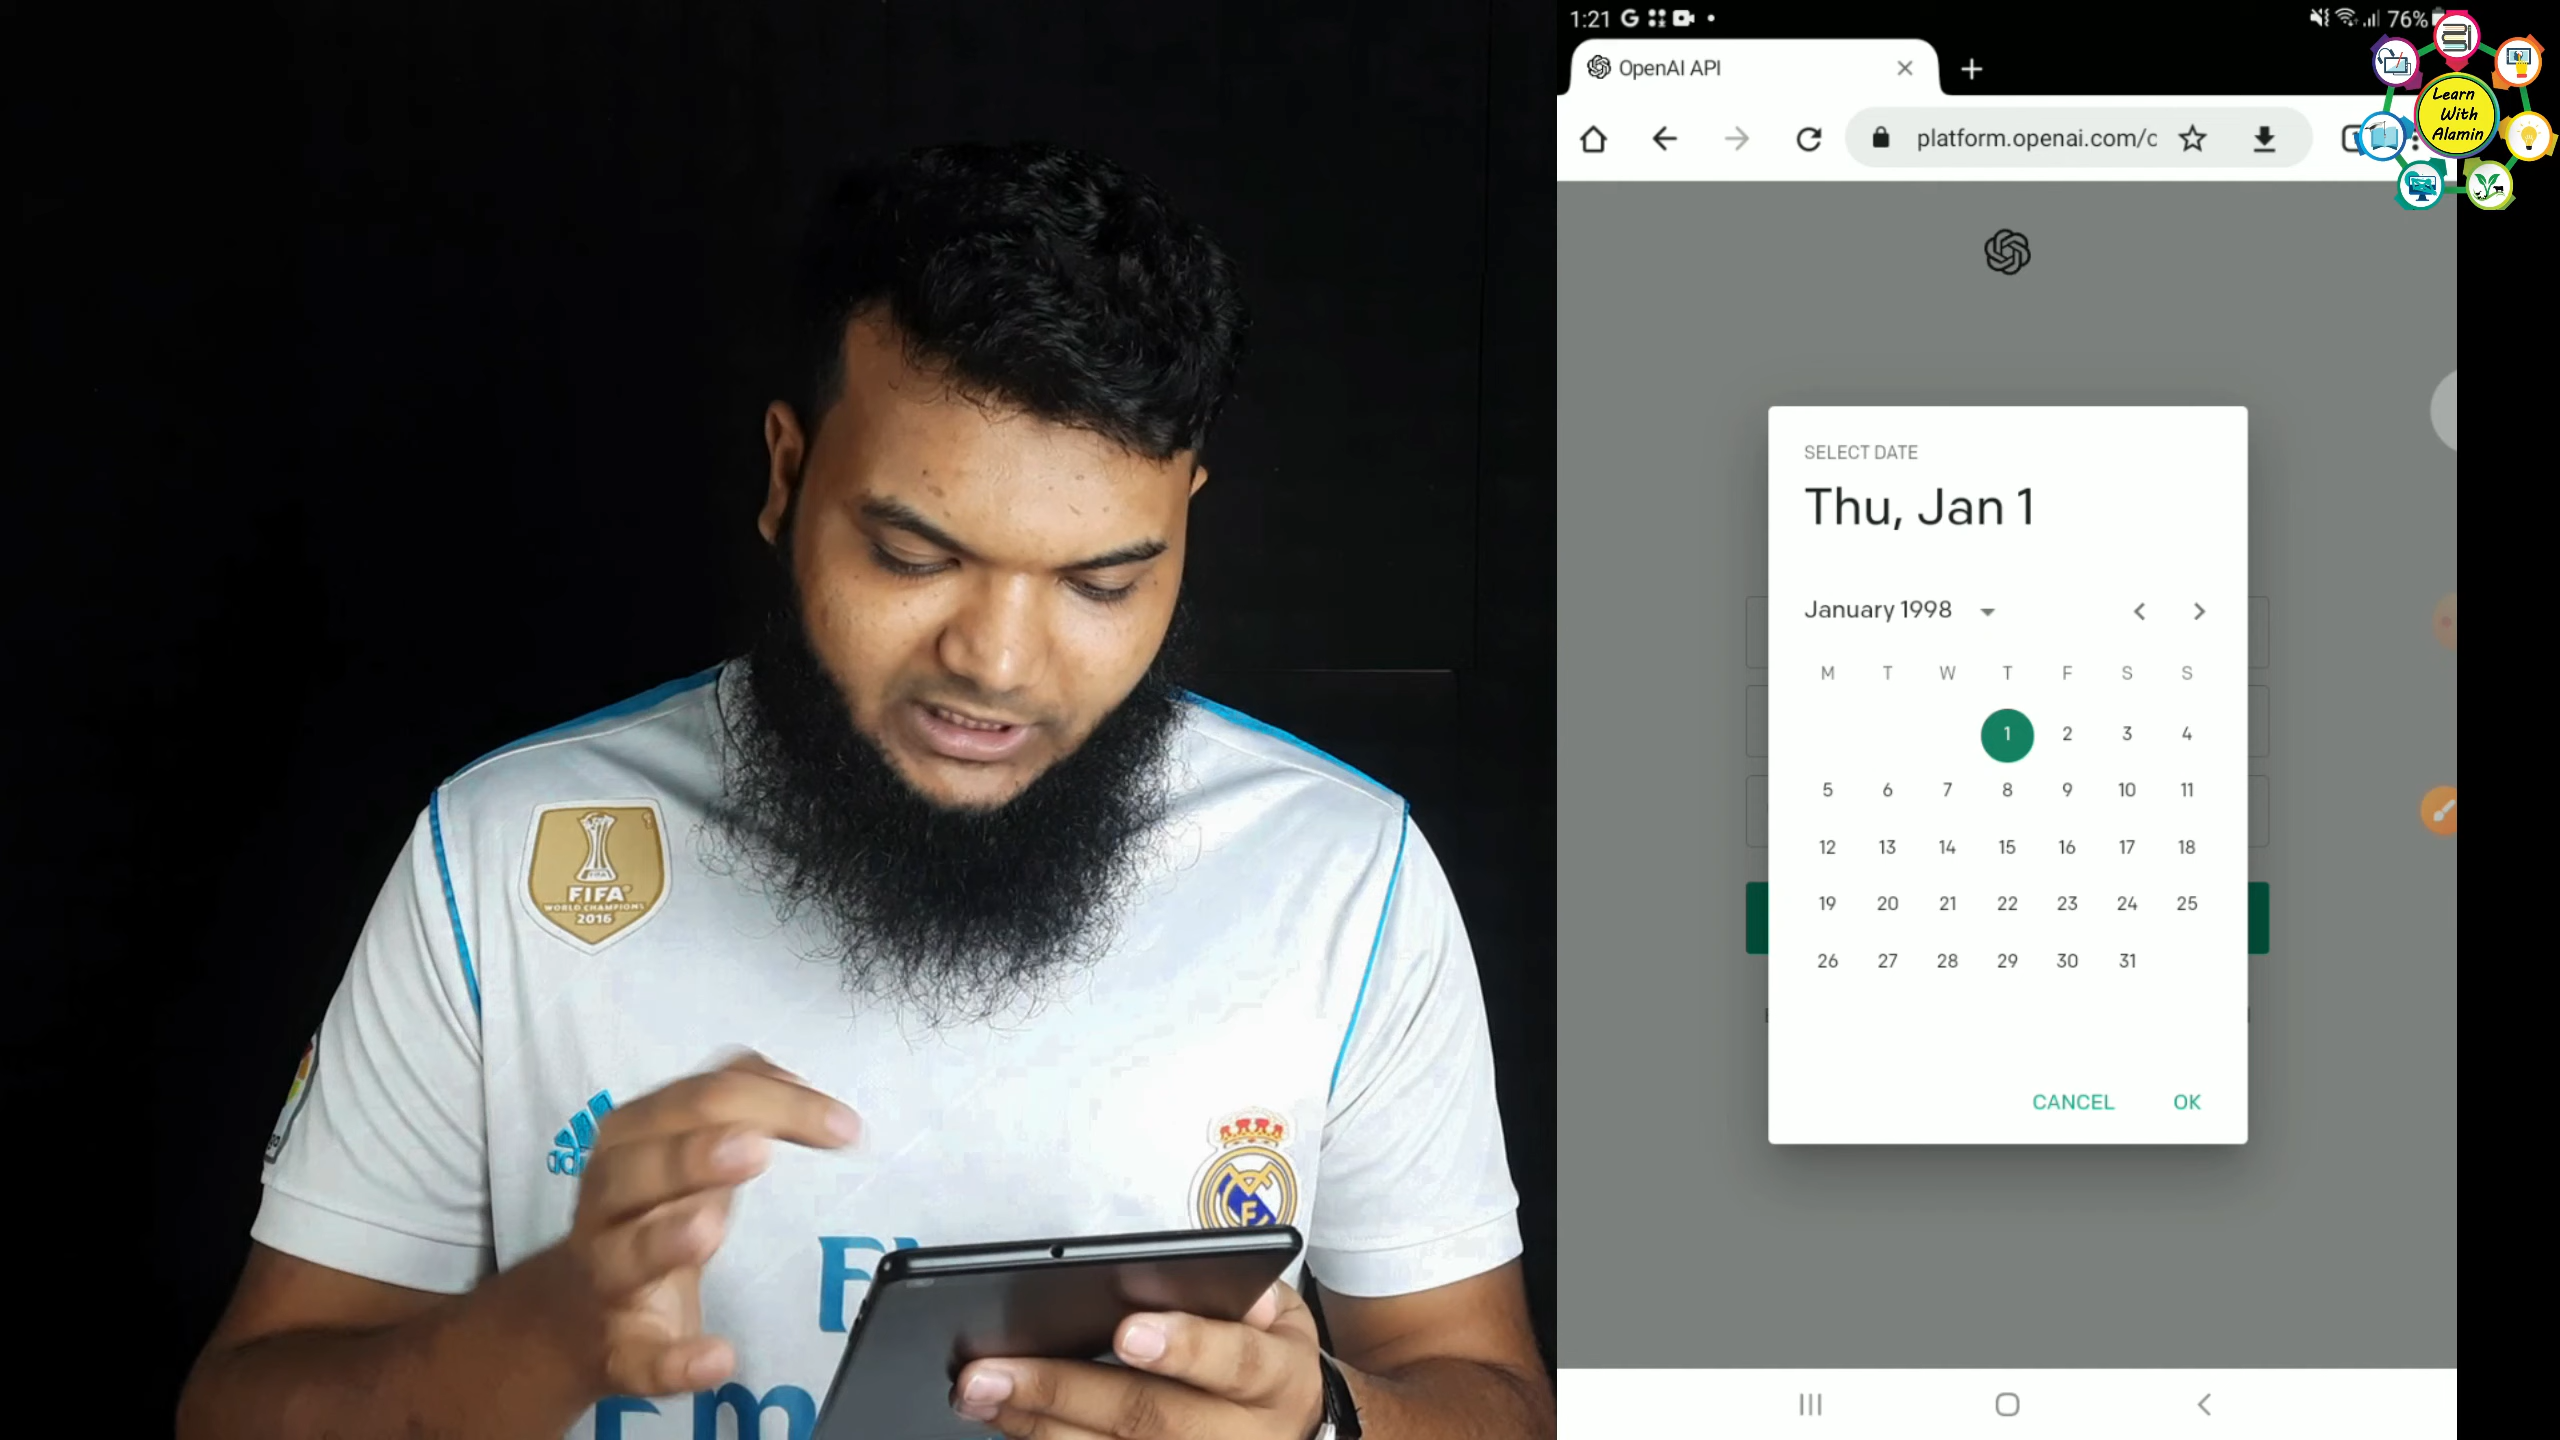 1:21 G 76%
OpenAI API
platform.openai.com/c
Learn
With
Alamin
SELECT DATE
Thu, Jan 1
January 1998
M T W T F S S
1 2 3 4
5 6 7 8 9 10 11
12 13 14 15 16 17 18
19 20 21 22 23 24 25
26 27 28 29 30 31
CANCEL OK
FIFA
WORLD CHAMPIONS
2016